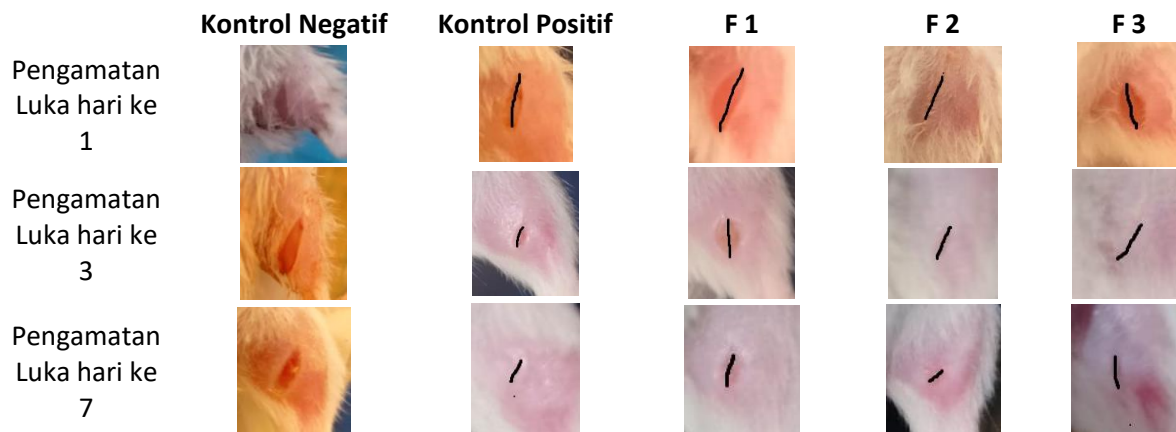 Kontrol Negatif Kontrol Positif F 1 F 2 F 3
Pengamatan
Luka hari ke
1
Pengamatan
Luka hari ke
3
Pengamatan
Luka hari ke
7